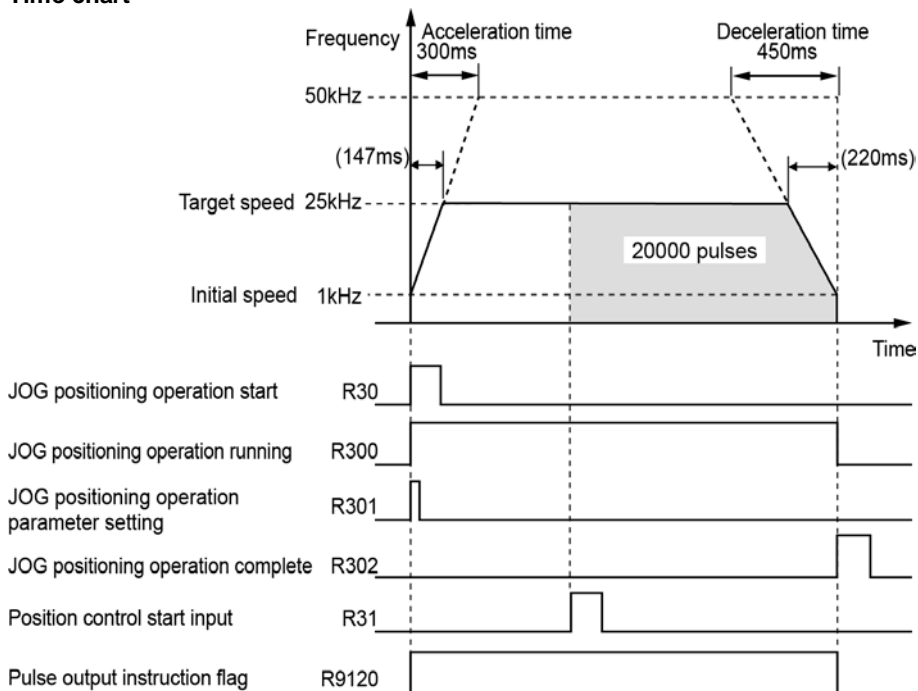 Time chart
Frequency
Acceleration time
300ms
Deceleration time
450ms
50kHz
(147ms)
(220ms)
Target speed 25kHz
20000 pulses
Initial speed 1kHz
Time
JOG positioning operation start R30
JOG positioning operation running R300
JOG positioning operation
parameter setting R301
JOG positioning operation complete R302
Position control start input R31
Pulse output instruction flag R9120